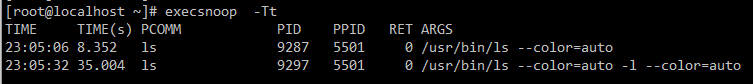 [root@localhost ~]# execsnoop -Tt
TIME TIME(s) PCOMM PID PPID RET ARGS
23:05:06 8.352 ls 9287 5501 0 /usr/bin/ls --color=auto
23:05:32 35.004 ls 9297 5501 0 /usr/bin/ls --color=auto -l --color=auto